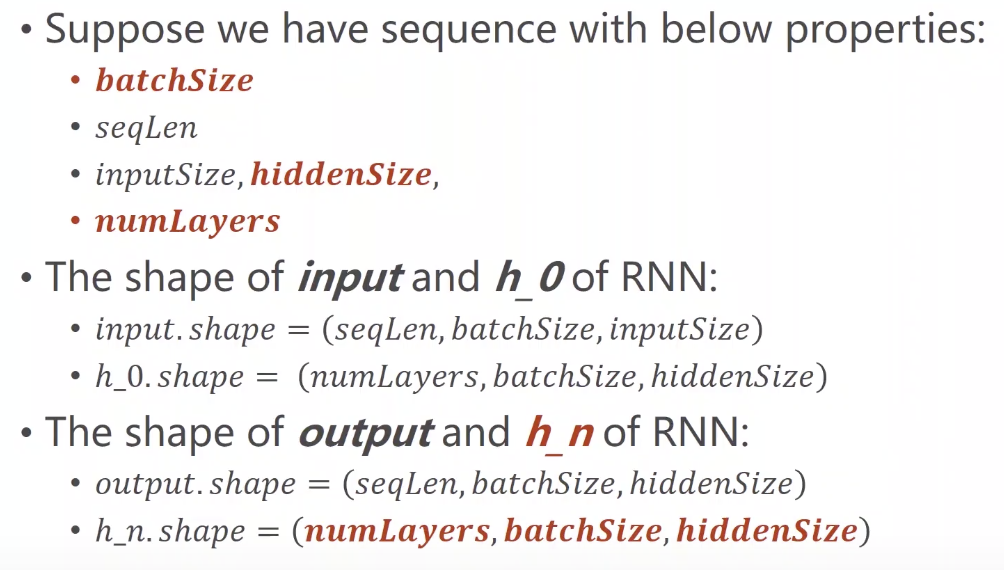 • Suppose we have sequence with below properties:
• batchSize
• seqLen
• inputSize, hiddenSize,
• numLayers
• The shape of input and h_0 of RNN:
• input.shape = (seqLen, batchSize, inputSize)
• h_0.shape = (numLayers, batchSize, hiddenSize)
• The shape of output and h_n of RNN:
• output.shape = (seqLen, batchSize, hiddenSize)
• h_n.shape = (numLayers, batchSize, hiddenSize)